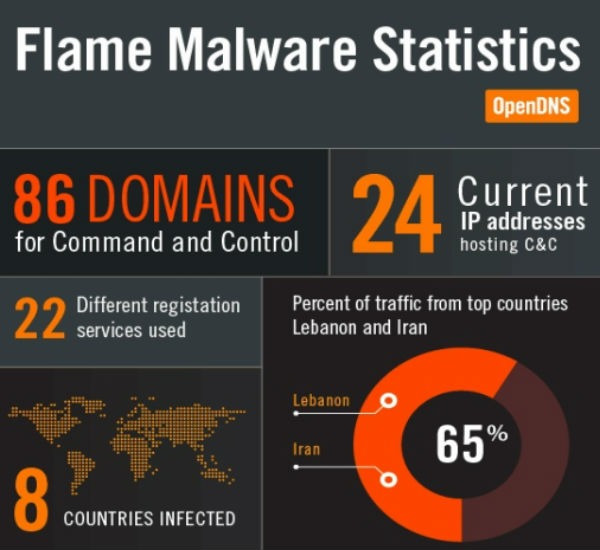 Flame Malware Statistics
OpenDNS
86 DOMAINS
for Command and Control
24
Current
IP addresses
hosting C&C
22
Different registation
services used
Percent of traffic from top countries
Lebanon and Iran
Lebanon
Iran
65%
8
COUNTRIES INFECTED